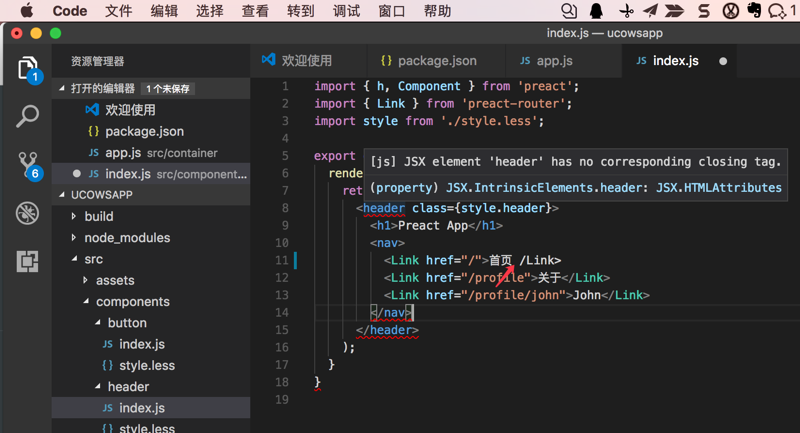 Code 文件 编辑 选择 查看 转到 调试 窗口 帮助 1
index.js — ucowsapp
资源管理器
打开的编辑器 1 个未保存
欢迎使用
{ } package.json
JS app.js src/container
JS index.js src/component...
UCOWSAPP
build
node_modules
src
assets
components
button
JS index.js
{ } style.less
header
JS index.js
{ } style.less
1
6
欢迎使用 {} package.json JS app.js JS index.js
1 import { h, Component } from 'preact';
2 import { Link } from 'preact-router';
3 import style from './style.less';
4
5 export
[js] JSX element 'header' has no corresponding closing tag.
(property) JSX.IntrinsicElements.header: JSX.HTMLAttributes
6 rende
7 ret
8 <header class={style.header}>
9 <h1>Preact App</h1>
10 <nav>
11 <Link href="/">首页 /Link>
12 <Link href="/profile">关于</Link>
13 <Link href="/profile/john">John</Link>
14 </nav>
15 </header>
16 );
17 }
18 }
19